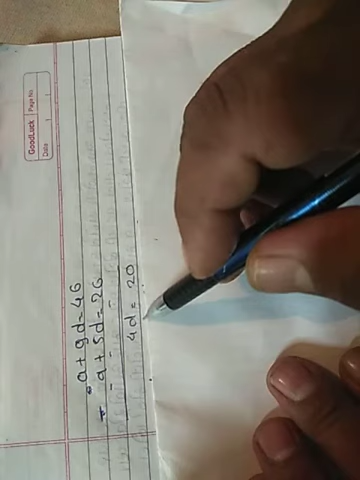 GoodLuck Page No
Date
a + 9d = 46
- a + 5d = 26
- -
4d = 20